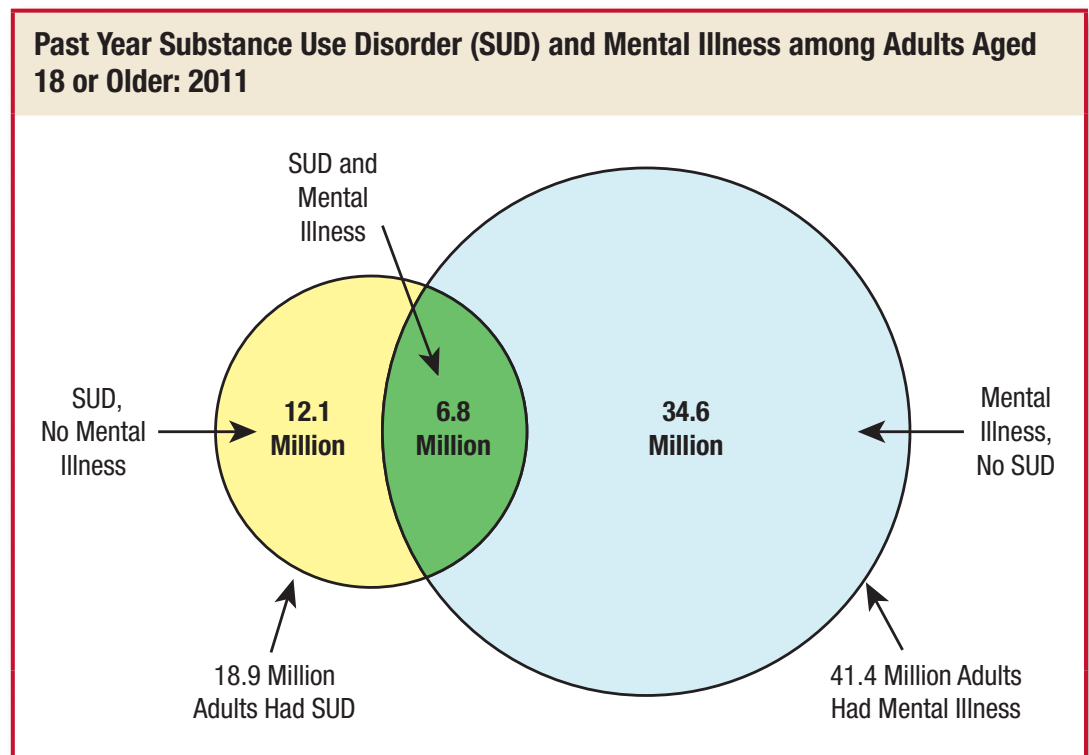 Past Year Substance Use Disorder (SUD) and Mental Illness among Adults Aged
18 or Older: 2011
SUD and
Mental
Illness
SUD,
No Mental
Illness
12.1
Million
6.8
Million
34.6
Million
Mental
Illness,
No SUD
18.9 Million
Adults Had SUD
41.4 Million Adults
Had Mental Illness